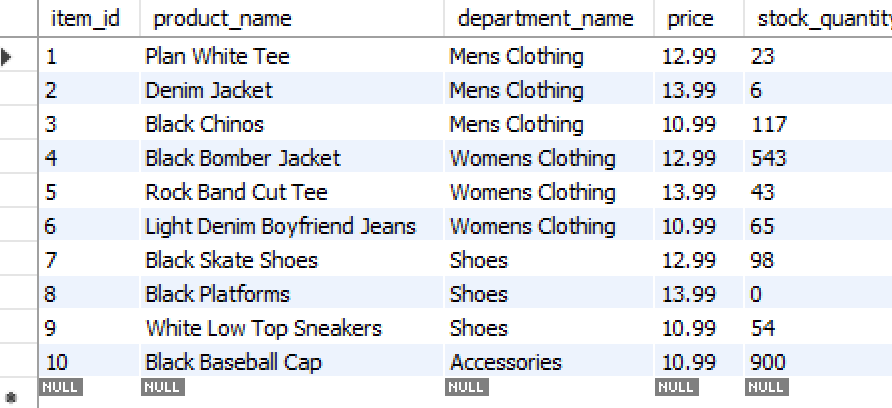 item_id product_name department_name price stock_quantity
1 Plan White Tee Mens Clothing 12.99 23
2 Denim Jacket Mens Clothing 13.99 6
3 Black Chinos Mens Clothing 10.99 117
4 Black Bomber Jacket Womens Clothing 12.99 543
5 Rock Band Cut Tee Womens Clothing 13.99 43
6 Light Denim Boyfriend Jeans Womens Clothing 10.99 65
7 Black Skate Shoes Shoes 12.99 98
8 Black Platforms Shoes 13.99 0
9 White Low Top Sneakers Shoes 10.99 54
10 Black Baseball Cap Accessories 10.99 900
NULL NULL NULL NULL NULL